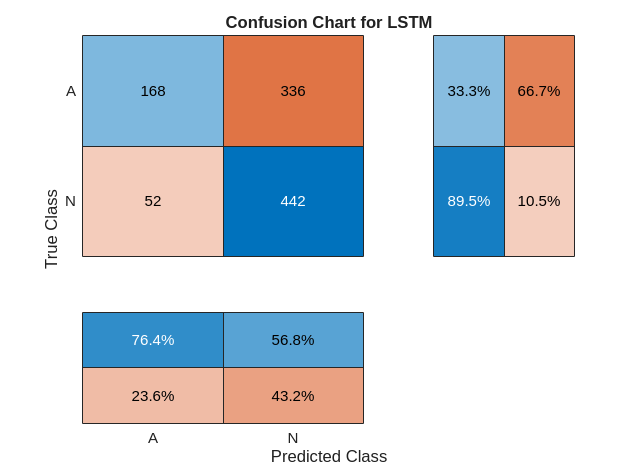 Confusion Chart for LSTM
A 168 336 33.3% 66.7%
N 52 442 89.5% 10.5%
True Class
76.4% 56.8%
23.6% 43.2%
A N
Predicted Class